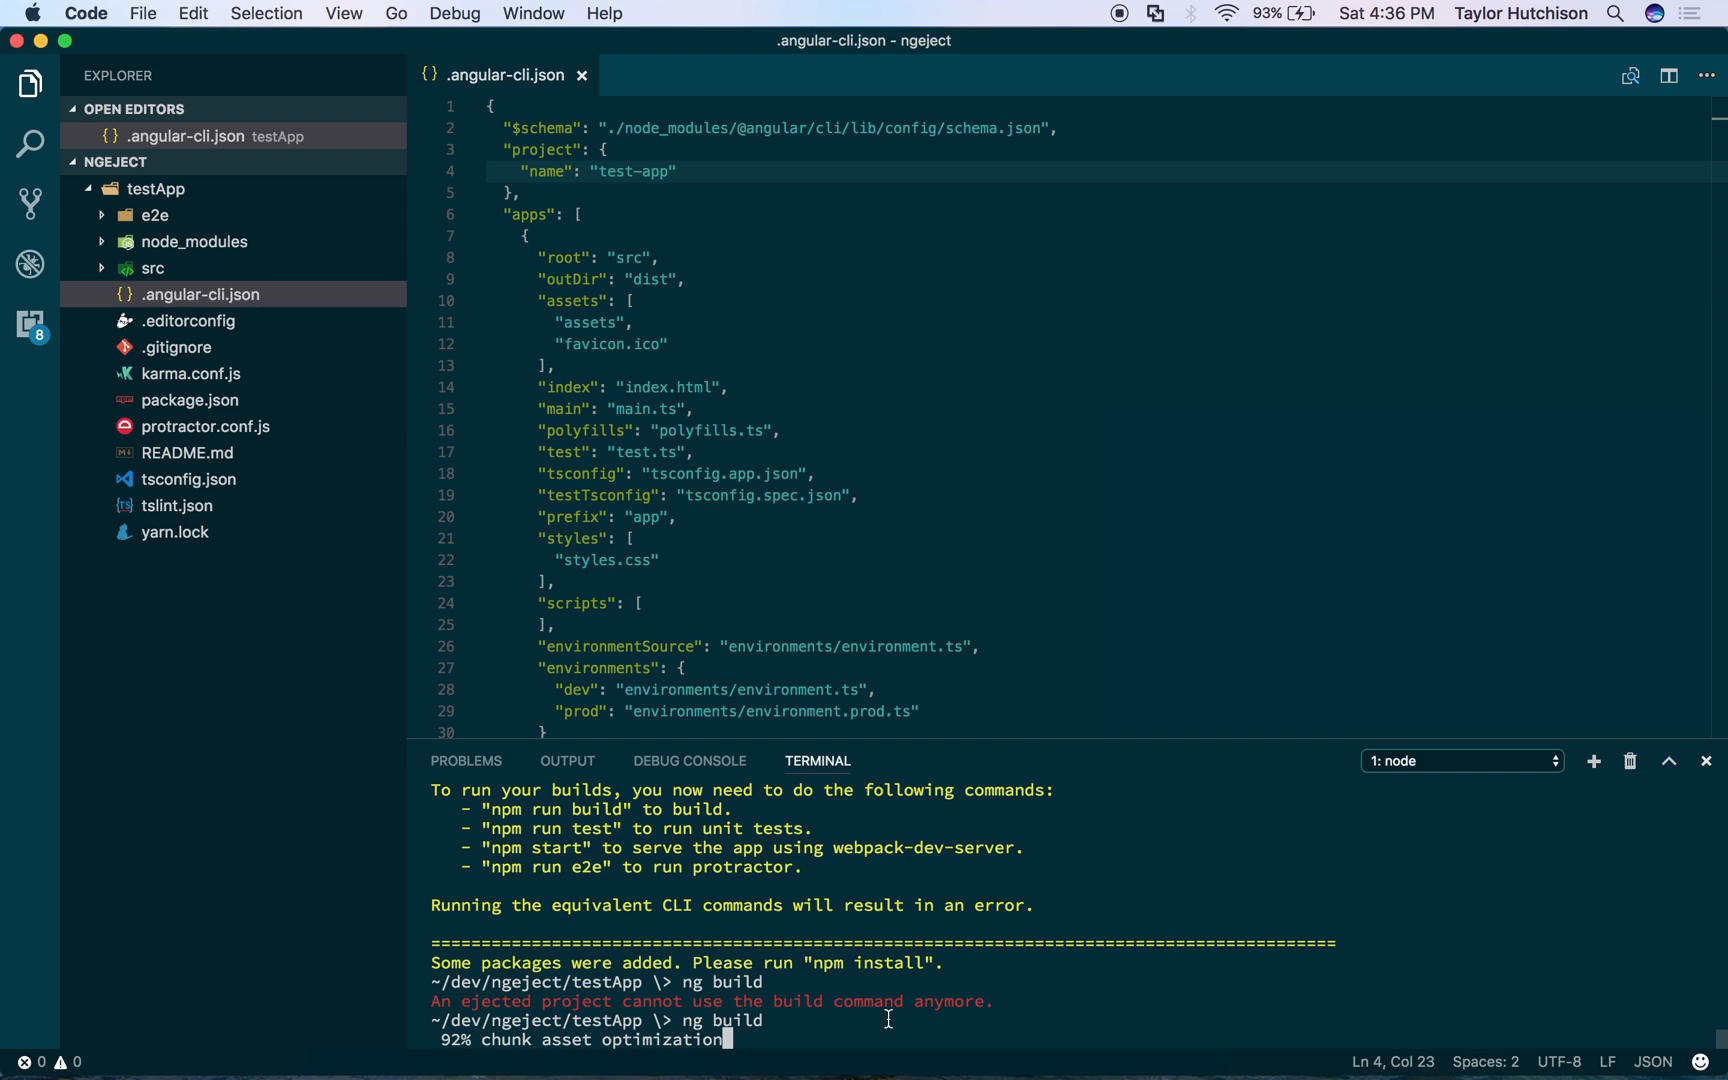 Code File Edit Selection View Go Debug Window Help 93% Sat 4:36 PM Taylor Hutchison
.angular-cli.json - ngeject
EXPLORER
OPEN EDITORS
{} .angular-cli.json testApp
NGEJECT
testApp
e2e
node_modules
src
{} .angular-cli.json
.editorconfig
.gitignore
karma.conf.js
package.json
protractor.conf.js
README.md
tsconfig.json
tslint.json
yarn.lock
8
{} .angular-cli.json ×
1 {
2 "$schema": "./node_modules/@angular/cli/lib/config/schema.json",
3 "project": {
4 "name": "test-app"
5 },
6 "apps": [
7 {
8 "root": "src",
9 "outDir": "dist",
10 "assets": [
11 "assets",
12 "favicon.ico"
13 ],
14 "index": "index.html",
15 "main": "main.ts",
16 "polyfills": "polyfills.ts",
17 "test": "test.ts",
18 "tsconfig": "tsconfig.app.json",
19 "testTsconfig": "tsconfig.spec.json",
20 "prefix": "app",
21 "styles": [
22 "styles.css"
23 ],
24 "scripts": [
25 ],
26 "environmentSource": "environments/environment.ts",
27 "environments": {
28 "dev": "environments/environment.ts",
29 "prod": "environments/environment.prod.ts"
30 }
PROBLEMS OUTPUT DEBUG CONSOLE TERMINAL 1: node
To run your builds, you now need to do the following commands:
- "npm run build" to build.
- "npm run test" to run unit tests.
- "npm start" to serve the app using webpack-dev-server.
- "npm run e2e" to run protractor.
Running the equivalent CLI commands will result in an error.
==========================================================================================
Some packages were added. Please run "npm install".
~/dev/ngeject/testApp \> ng build
An ejected project cannot use the build command anymore.
~/dev/ngeject/testApp \> ng build
92% chunk asset optimization
0 0 Ln 4, Col 23 Spaces: 2 UTF-8 LF JSON